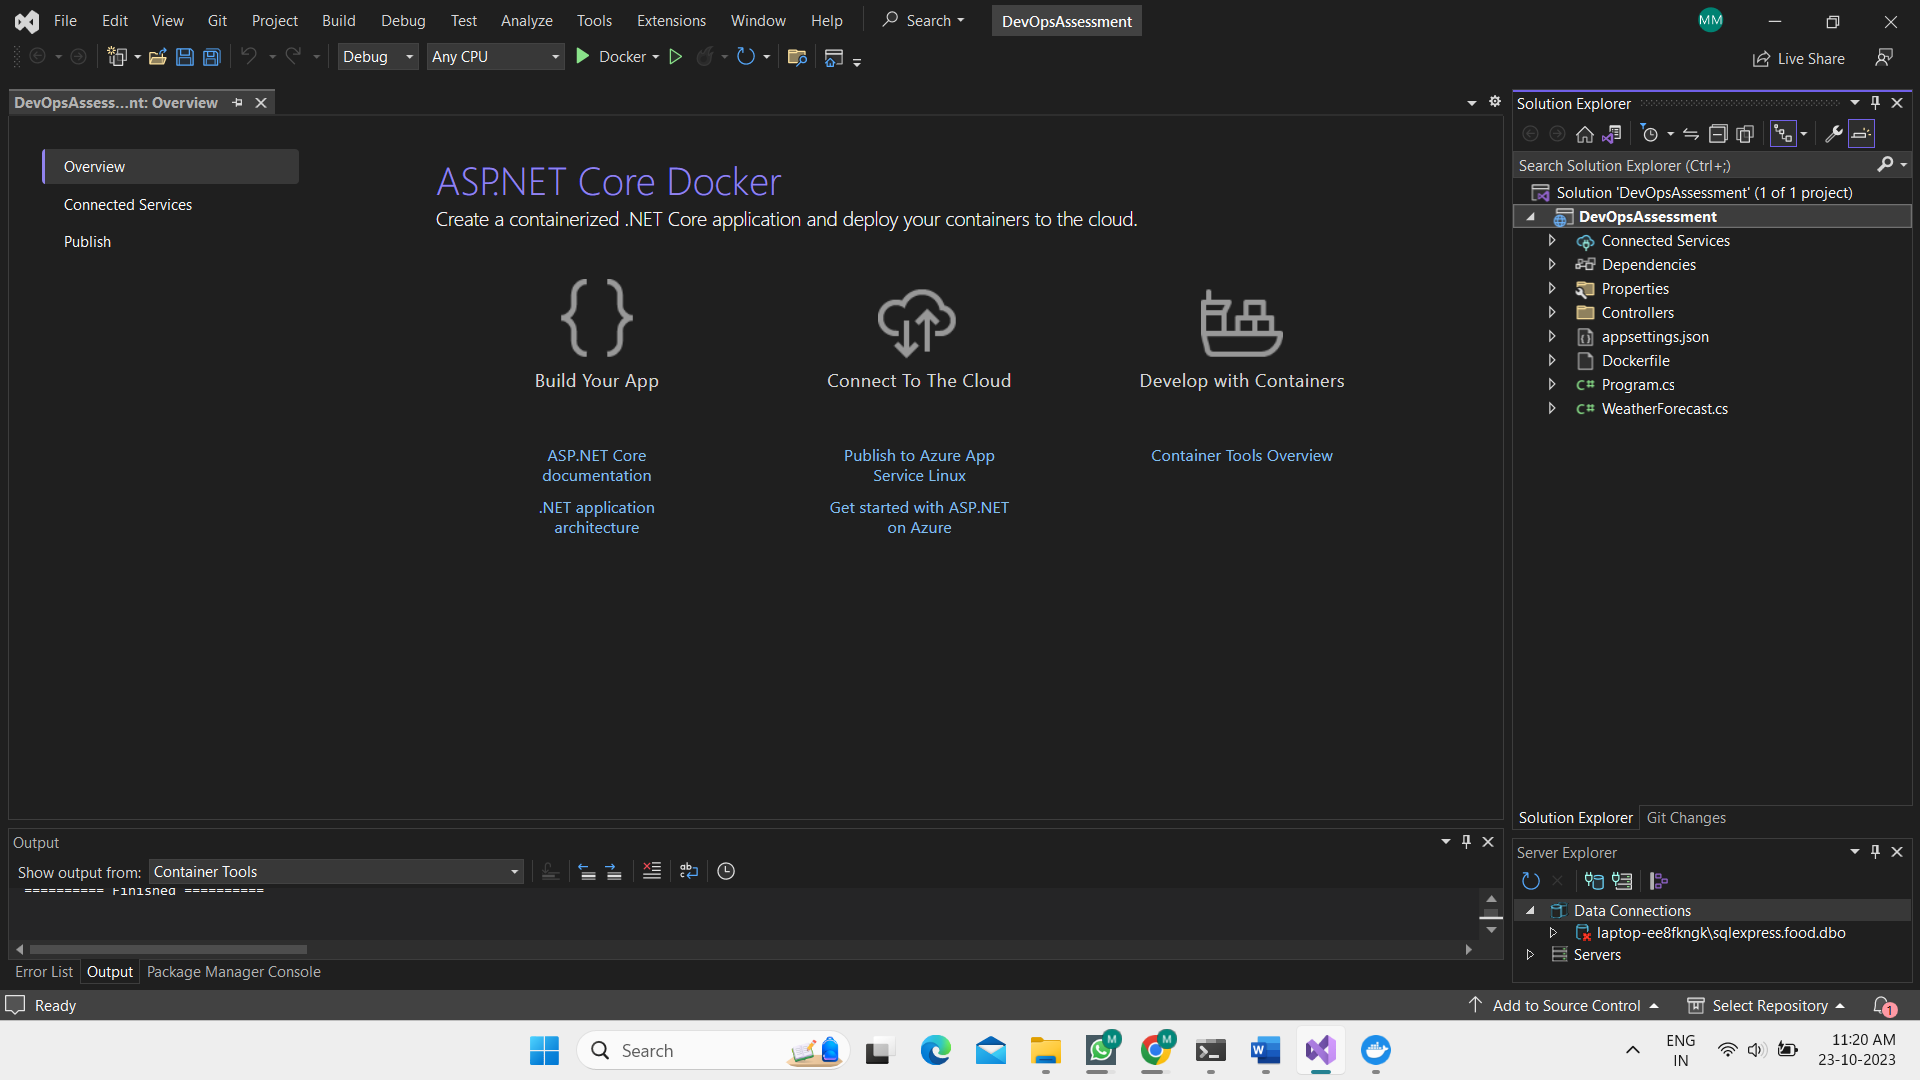 File Edit View Git Project Build Debug Test Analyze Tools Extensions Window Help Search DevOpsAssessment MM
Debug Any CPU Docker Live Share
DevOpsAssess...nt: Overview
Overview
Connected Services
Publish
ASP.NET Core Docker
Create a containerized .NET Core application and deploy your containers to the cloud.
Build Your App
Connect To The Cloud
Develop with Containers
ASP.NET Core
documentation
.NET application
architecture
Publish to Azure App
Service Linux
Get started with ASP.NET
on Azure
Container Tools Overview
Solution Explorer
Search Solution Explorer (Ctrl+;)
Solution 'DevOpsAssessment' (1 of 1 project)
DevOpsAssessment
Connected Services
Dependencies
Properties
Controllers
appsettings.json
Dockerfile
C# Program.cs
C# WeatherForecast.cs
Solution Explorer Git Changes
Output
Show output from: Container Tools
========== Finished ==========
Error List Output Package Manager Console
Server Explorer
Data Connections
laptop-ee8fkngk\sqlexpress.food.dbo
Servers
Ready
Add to Source Control Select Repository 1
Search
M
M
ENG
IN
11:20 AM
23-10-2023